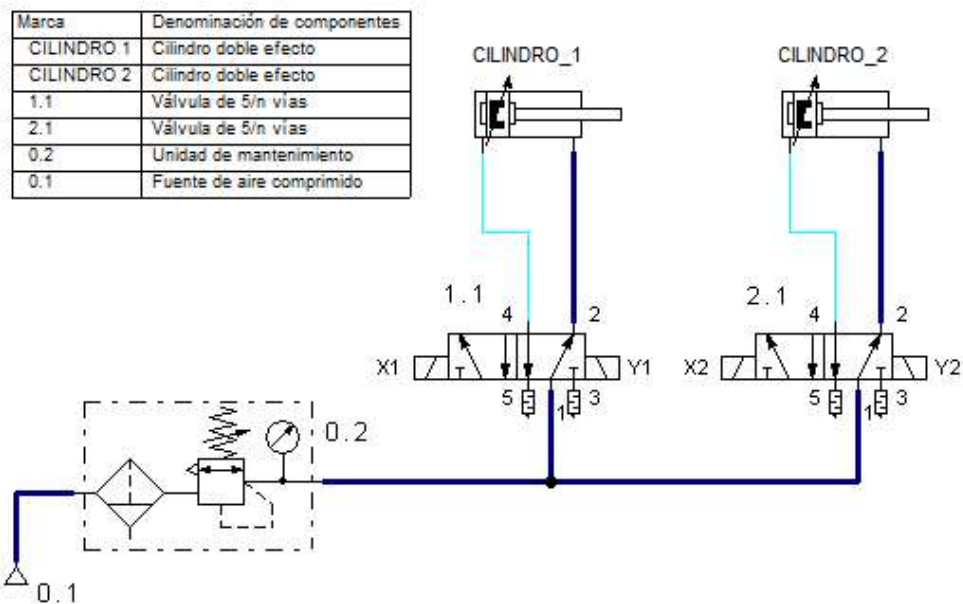 Marca Denominación de componentes
CILINDRO 1 Cilindro doble efecto
CILINDRO 2 Cilindro doble efecto
1.1 Válvula de 5/n vías
2.1 Válvula de 5/n vías
0.2 Unidad de mantenimiento
0.1 Fuente de aire comprimido
CILINDRO_1 CILINDRO_2
1.1 2.1
4 2 4 2
X1 Y1 X2 Y2
5 1 3 5 1 3
0.2
0.1